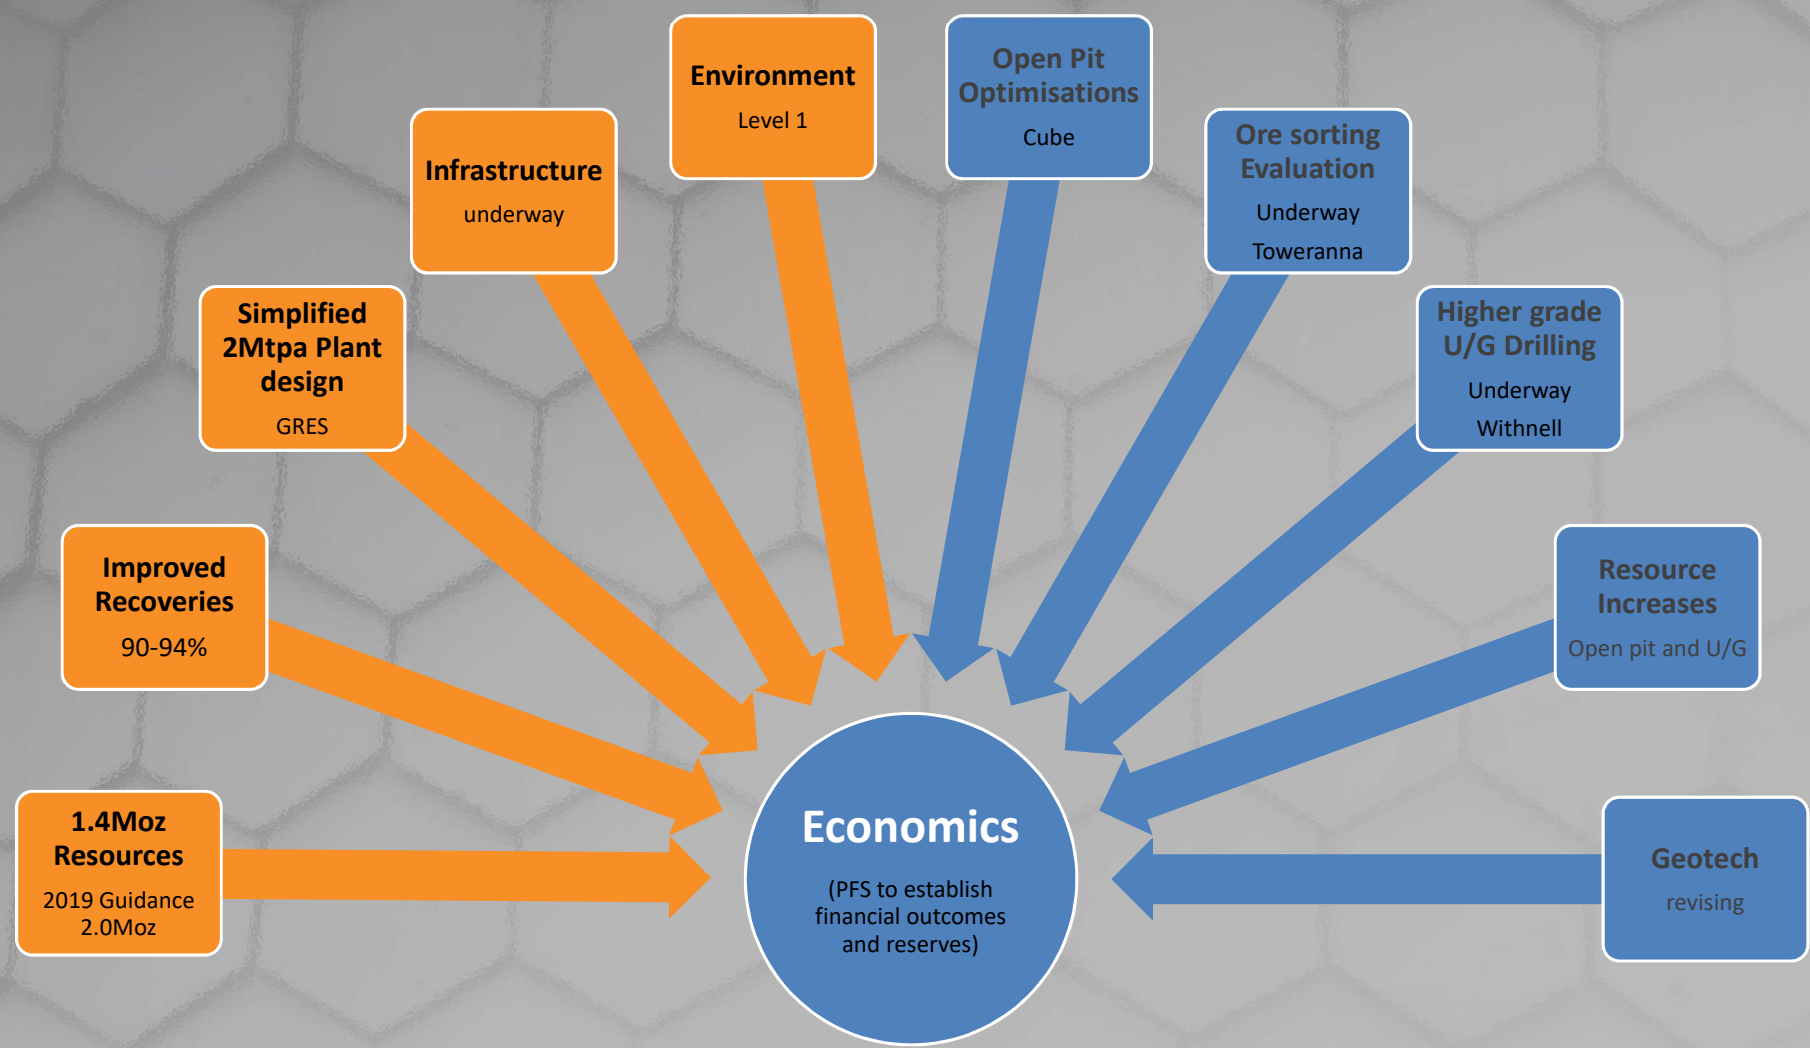 Environment
Level 1
Open Pit
Optimisations
Cube
Infrastructure
underway
Ore sorting
Evaluation
Underway
Toweranna
Simplified
2Mtpa Plant
design
GRES
Higher grade
U/G Drilling
Underway
Withnell
Improved
Recoveries
90-94%
Resource
Increases
Open pit and U/G
1.4Moz
Resources
2019 Guidance
2.0Moz
Economics
(PFS to establish
financial outcomes
and reserves)
Geotech
revising